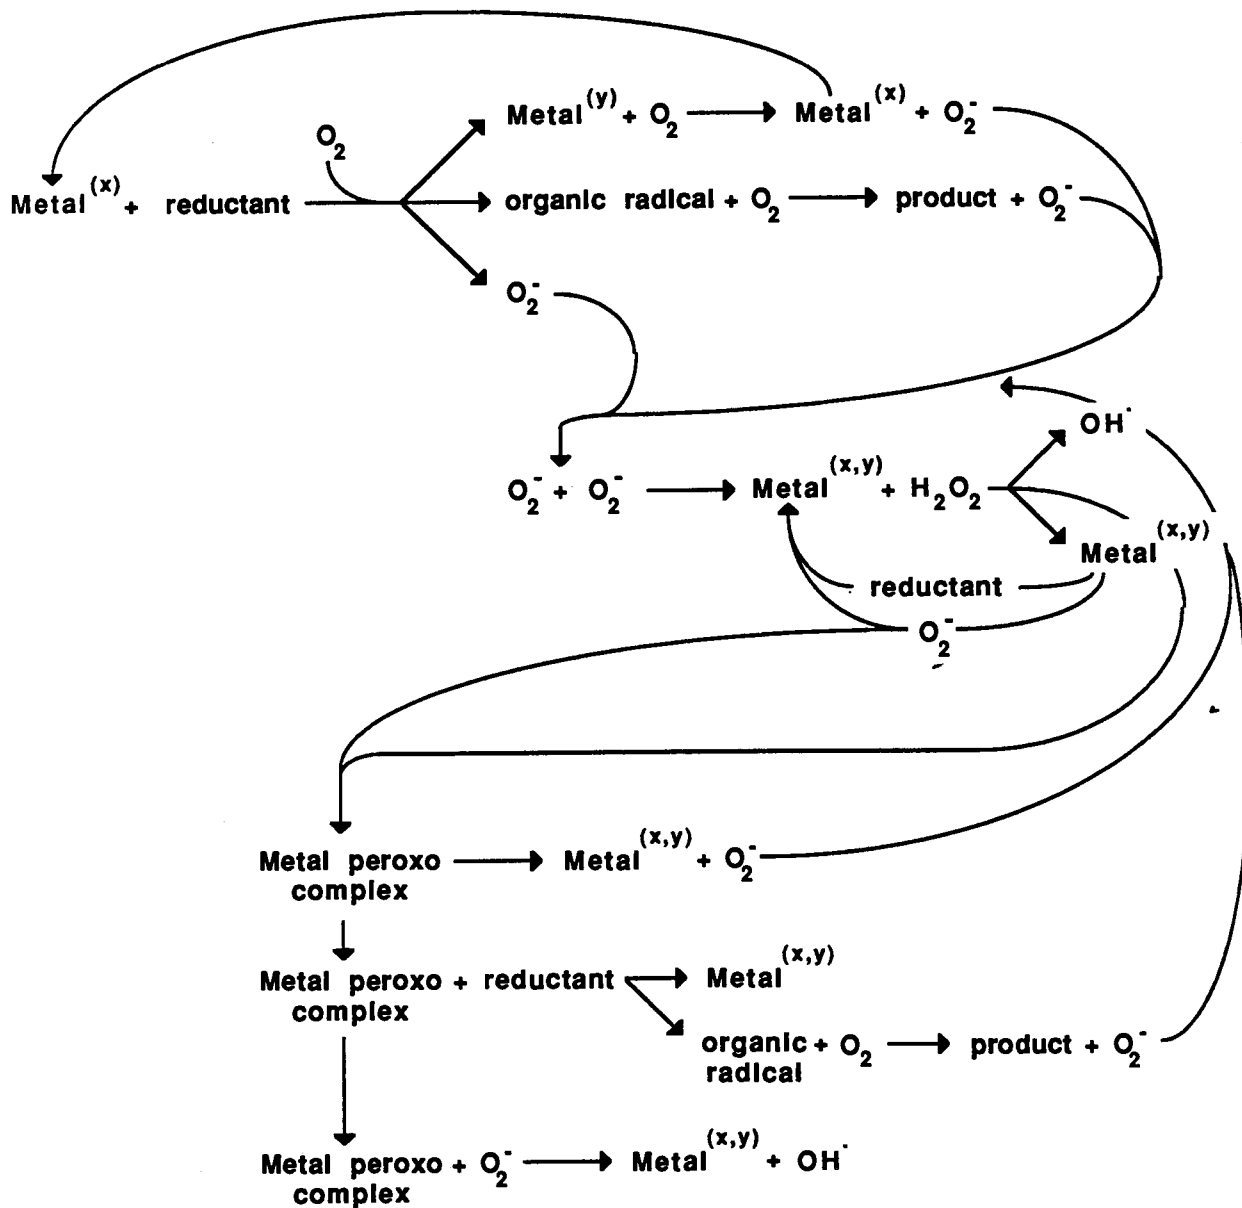 Metal(y) + O2 → Metal(x) + O2-
O2
Metal(x) + reductant → organic radical + O2 → product + O2-
O2-
OH·
O2- + O2- → Metal(x,y) + H2O2
Metal(x,y)
reductant
O2-
Metal peroxo → Metal(x,y) + O2-
complex
Metal peroxo + reductant → Metal(x,y)
complex
organic + O2 → product + O2-
radical
Metal peroxo + O2- → Metal(x,y) + OH·
complex